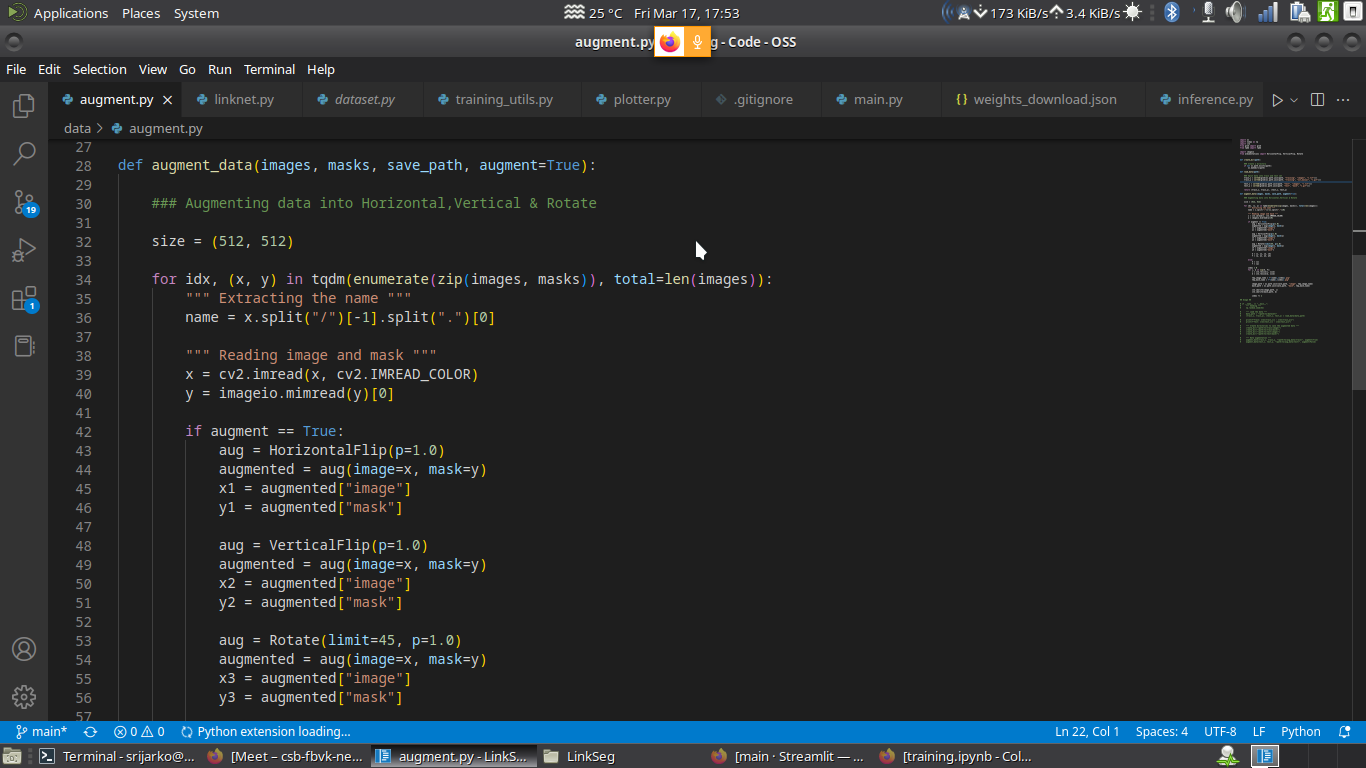 Applications Places System 25 °C Fri Mar 17, 17:53 173 KiB/s 3.4 KiB/s
augment.py g - Code - OSS
File Edit Selection View Go Run Terminal Help
augment.py linknet.py dataset.py training_utils.py plotter.py .gitignore main.py weights_download.json inference.py
data > augment.py
27
28 def augment_data(images, masks, save_path, augment=True):
29
30 ### Augmenting data into Horizontal,Vertical & Rotate
31
32 size = (512, 512)
33
34 for idx, (x, y) in tqdm(enumerate(zip(images, masks)), total=len(images)):
35 """ Extracting the name """
36 name = x.split("/")[-1].split(".")[0]
37
38 """ Reading image and mask """
39 x = cv2.imread(x, cv2.IMREAD_COLOR)
40 y = imageio.mimread(y)[0]
41
42 if augment == True:
43 aug = HorizontalFlip(p=1.0)
44 augmented = aug(image=x, mask=y)
45 x1 = augmented["image"]
46 y1 = augmented["mask"]
47
48 aug = VerticalFlip(p=1.0)
49 augmented = aug(image=x, mask=y)
50 x2 = augmented["image"]
51 y2 = augmented["mask"]
52
53 aug = Rotate(limit=45, p=1.0)
54 augmented = aug(image=x, mask=y)
55 x3 = augmented["image"]
56 y3 = augmented["mask"]
57
19
1
main* 0 0 Python extension loading... Ln 22, Col 1 Spaces: 4 UTF-8 LF Python
Terminal - srijarko@... [Meet – csb-fbvk-ne... augment.py - LinkS... LinkSeg [main · Streamlit — ... [training.ipynb - Col...